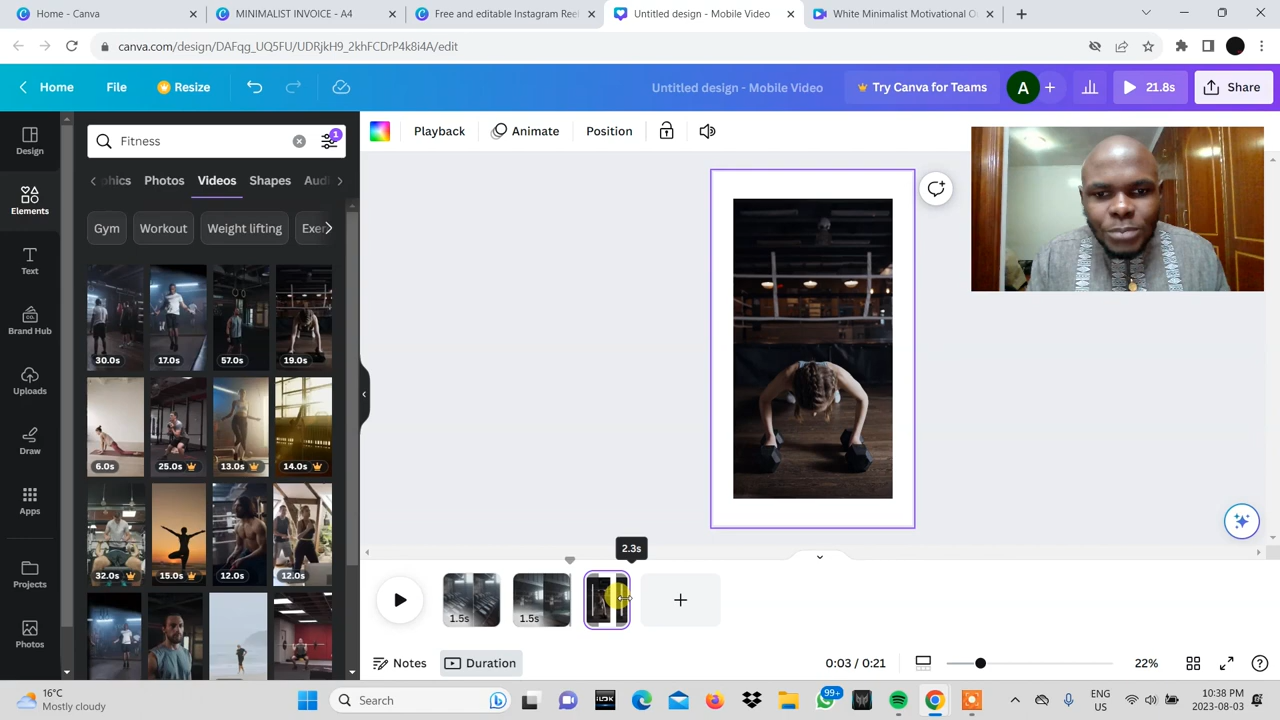 Home - Canva
MINIMALIST INVOICE - A4
Free and editable Instagram Ree
Untitled design - Mobile Video
White Minimalist Motivational O
canva.com/design/DAFqg_UQ5FU/UDRjkH9_2khFCDrP4k8i4A/edit
Home
File
Resize
Untitled design - Mobile Video
Try Canva for Teams
A
21.8s
Share
Design
Elements
Text
Brand Hub
Uploads
Draw
Apps
Projects
Photos
Fitness
1
phics
Photos
Videos
Shapes
Audi
Gym
Workout
Weight lifting
Exer
30.0s
17.0s
57.0s
19.0s
6.0s
25.0s
13.0s
14.0s
32.0s
15.0s
12.0s
12.0s
Playback
Animate
Position
2.3s
1.5s
1.5s
Notes
Duration
0:03 / 0:21
22%
16°C
Mostly cloudy
Search
99+
ENG
US
10:38 PM
2023-08-03